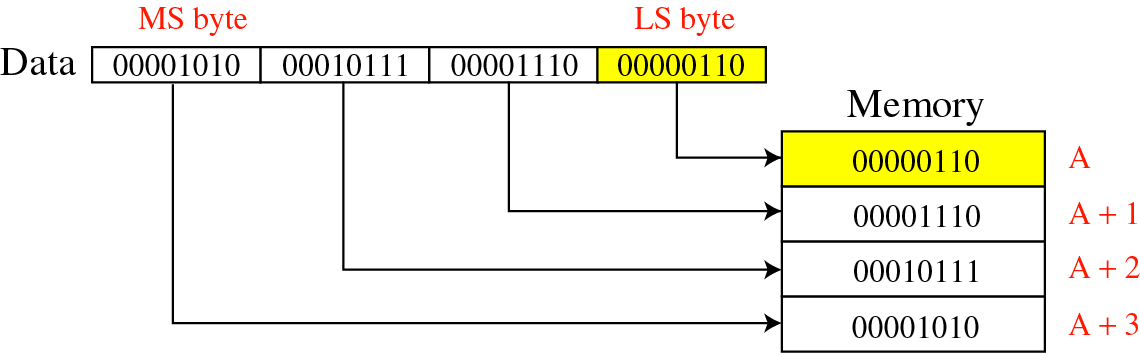 MS byte LS byte
Data 00001010 00010111 00001110 00000110
Memory
00000110 A
00001110 A + 1
00010111 A + 2
00001010 A + 3